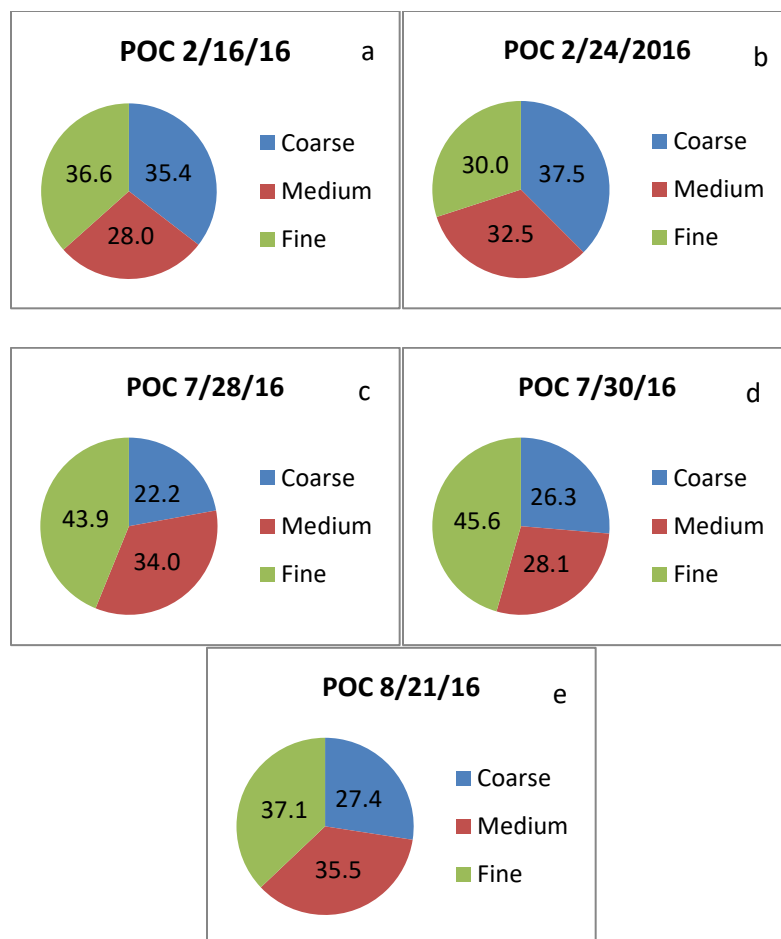 POC 2/16/16
a
36.6
35.4
28.0
Coarse
Medium
Fine
POC 2/24/2016
b
30.0
37.5
32.5
Coarse
Medium
Fine
POC 7/28/16
c
43.9
22.2
34.0
Coarse
Medium
Fine
POC 7/30/16
d
45.6
26.3
28.1
Coarse
Medium
Fine
POC 8/21/16
e
37.1
27.4
35.5
Coarse
Medium
Fine